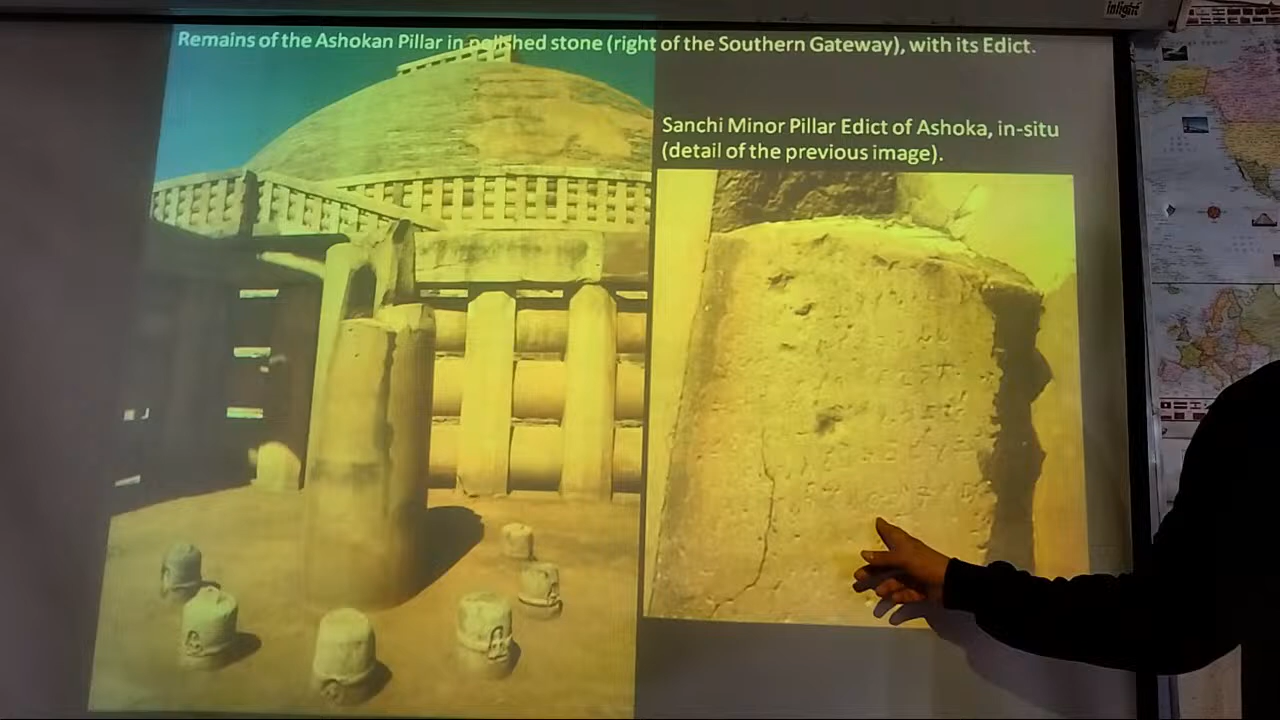 inlight
Remains of the Ashokan Pillar in polished stone (right of the Southern Gateway), with its Edict.
Sanchi Minor Pillar Edict of Ashoka, in-situ
(detail of the previous image).